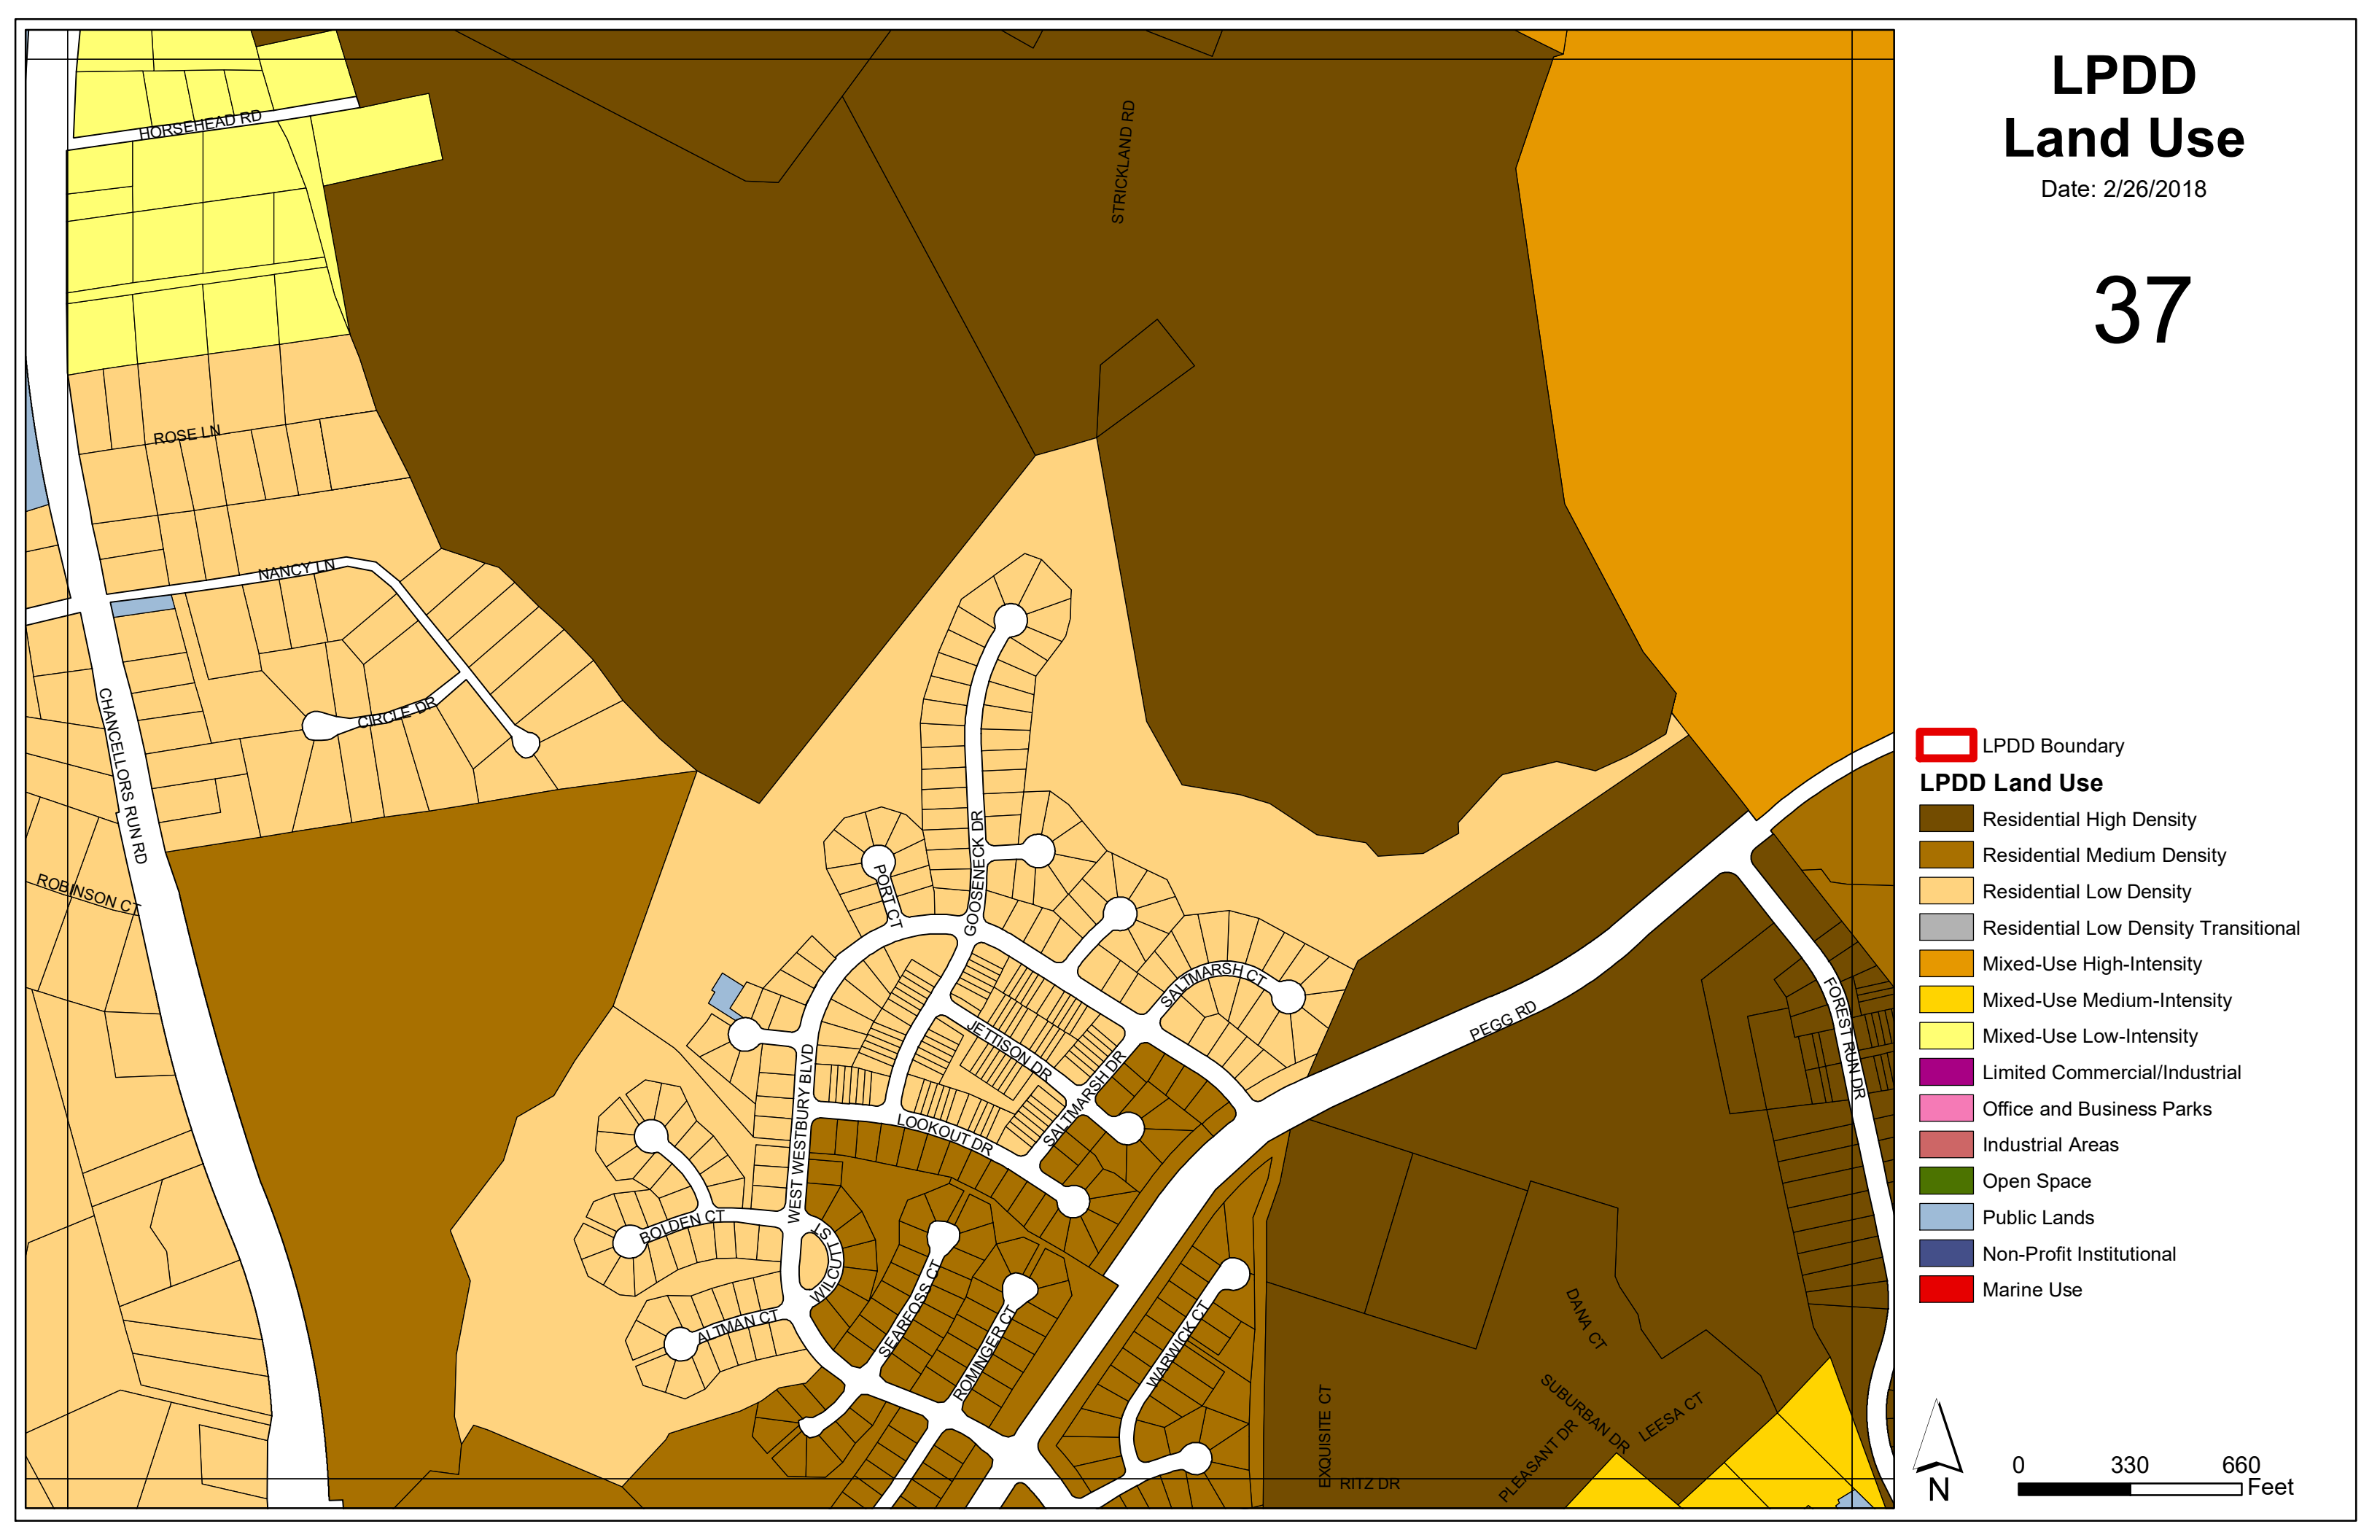 LPDD
Land Use
Date: 2/26/2018
37
HORSEHEAD RD
STRICKLAND RD
ROSE LN
NANCY LN
CIRCLE DR
CHANCELLORS RUN RD
ROBINSON CT
PORT CT
GOOSENECK DR
SALTMARSH CT
JETTISON DR
SALTMARSH DR
LOOKOUT DR
WEST WESTBURY BLVD
BOLDEN CT
WILCUTT ST
ALTMAN CT
SEARFOSS CT
ROMINGER CT
WARWICK CT
PEGG RD
FOREST RUN DR
DANA CT
SUBURBAN DR
LEESA CT
PLEASANT DR
EXQUISITE CT
RITZ DR
LPDD Boundary
LPDD Land Use
Residential High Density
Residential Medium Density
Residential Low Density
Residential Low Density Transitional
Mixed-Use High-Intensity
Mixed-Use Medium-Intensity
Mixed-Use Low-Intensity
Limited Commercial/Industrial
Office and Business Parks
Industrial Areas
Open Space
Public Lands
Non-Profit Institutional
Marine Use
N
0 330 660
Feet